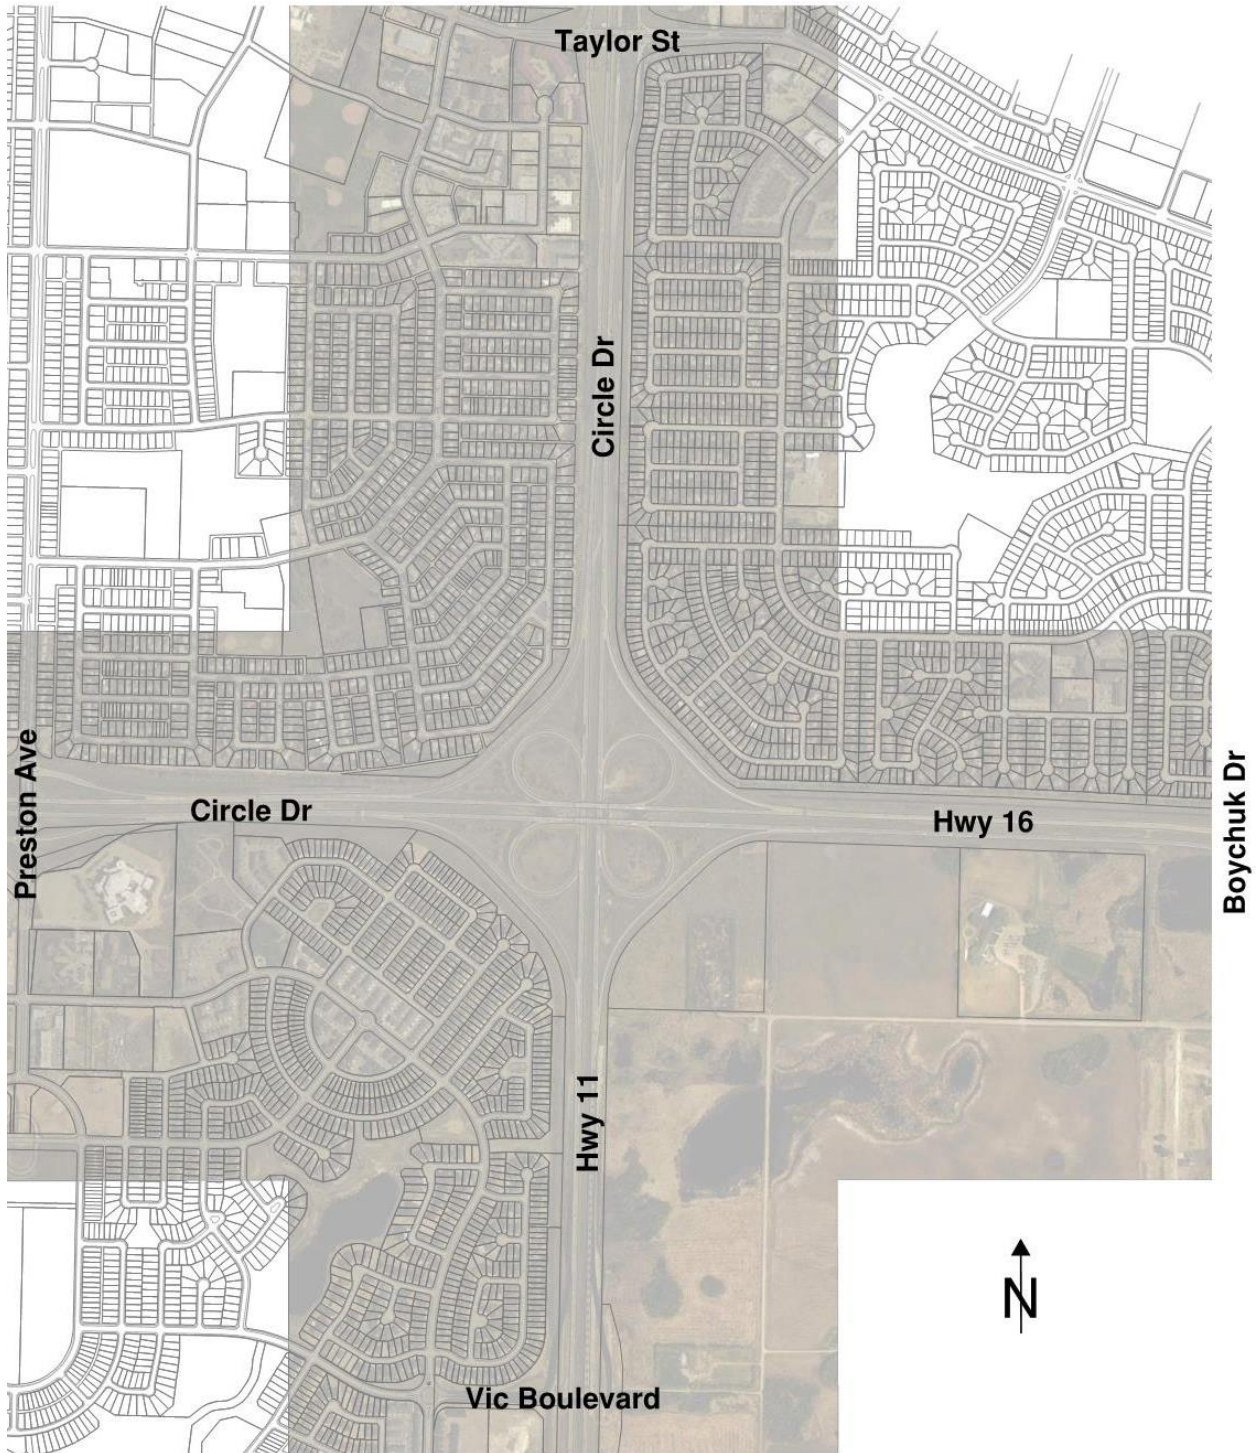 Taylor St
Circle Dr
Preston Ave
Circle Dr
Hwy 16
Boychuk Dr
Hwy 11
N
Vic Boulevard